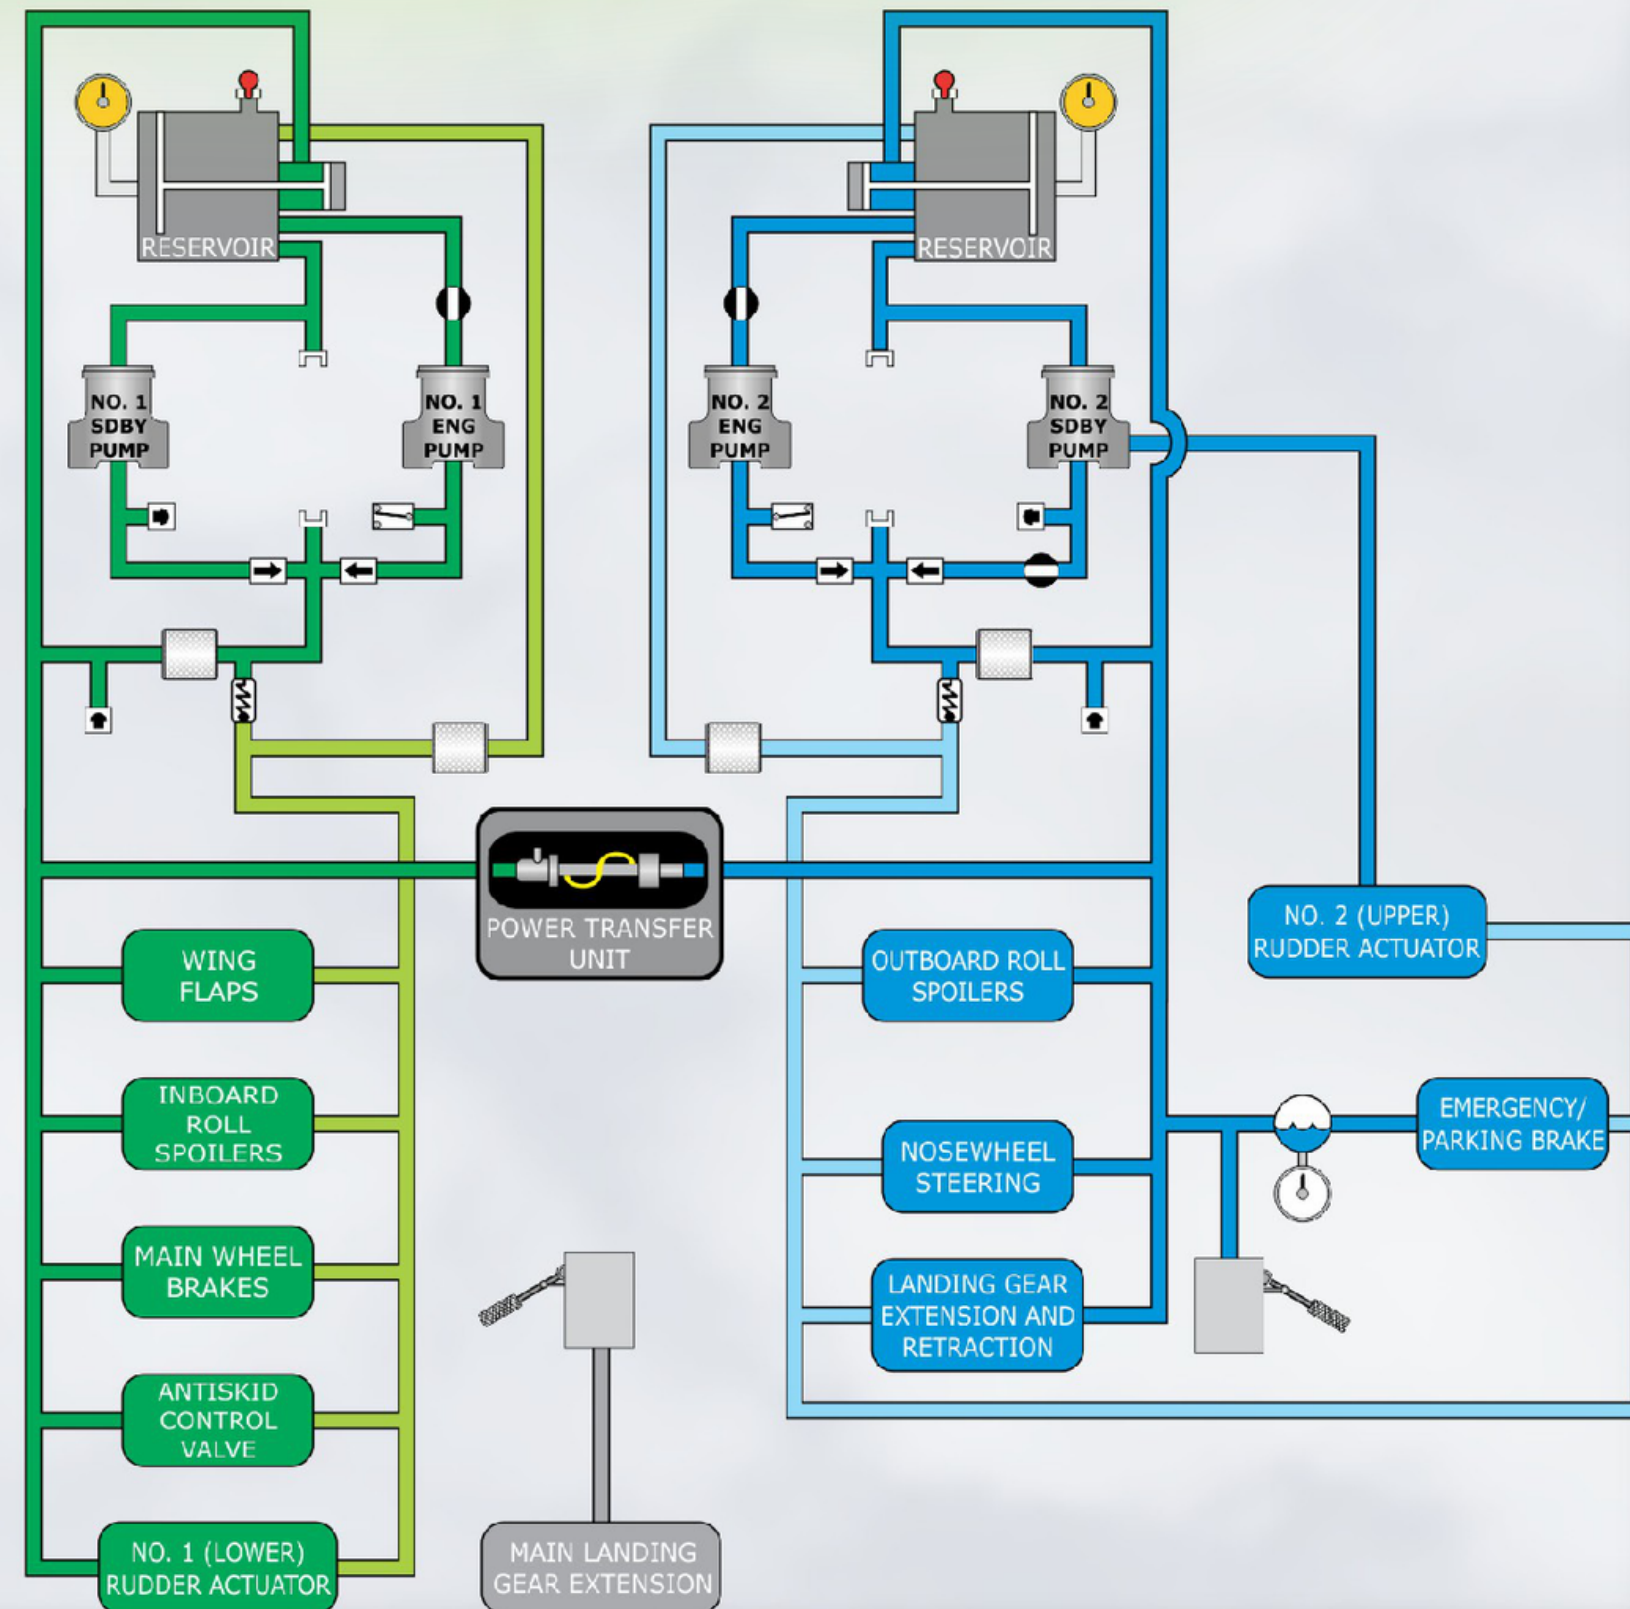 RESERVOIR
RESERVOIR
NO. 1
SDBY
PUMP
NO. 1
ENG
PUMP
NO. 2
ENG
PUMP
NO. 2
SDBY
PUMP
POWER TRANSFER
UNIT
NO. 2 (UPPER)
RUDDER ACTUATOR
WING
FLAPS
OUTBOARD ROLL
SPOILERS
INBOARD
ROLL
SPOILERS
NOSEWHEEL
STEERING
EMERGENCY/
PARKING BRAKE
MAIN WHEEL
BRAKES
LANDING GEAR
EXTENSION AND
RETRACTION
ANTISKID
CONTROL
VALVE
NO. 1 (LOWER)
RUDDER ACTUATOR
MAIN LANDING
GEAR EXTENSION